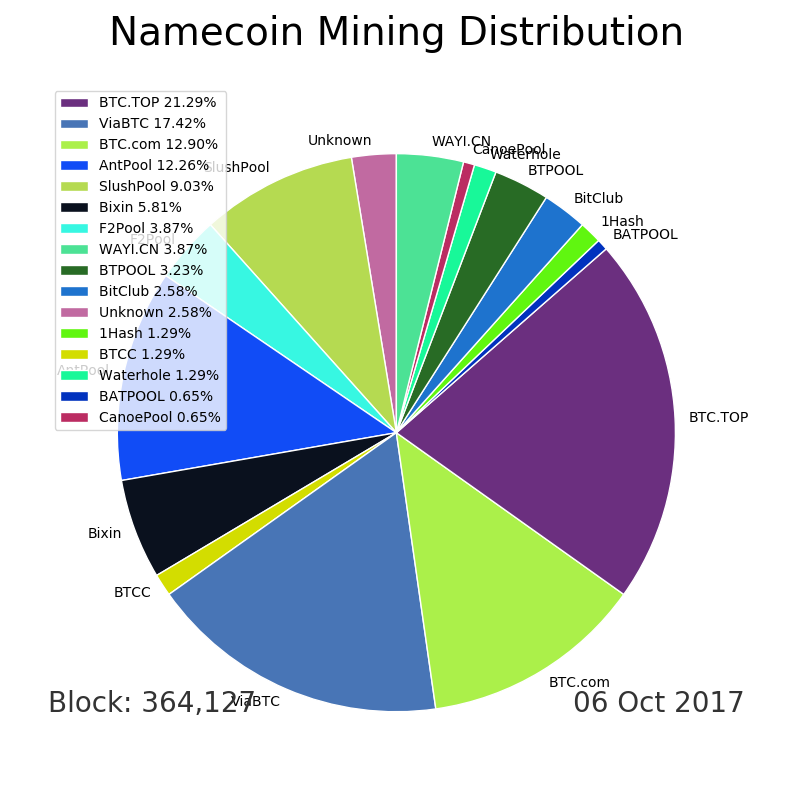 Namecoin Mining Distribution
BTC.TOP 21.29%
ViaBTC 17.42%
BTC.com 12.90%
AntPool 12.26%
SlushPool 9.03%
Bixin 5.81%
F2Pool 3.87%
WAYI.CN 3.87%
BTPOOL 3.23%
BitClub 2.58%
Unknown 2.58%
1Hash 1.29%
BTCC 1.29%
Waterhole 1.29%
BATPOOL 0.65%
CanoePool 0.65%
Unknown
WAYI.CN
CanoePool
Waterhole
BTPOOL
BitClub
1Hash
BATPOOL
SlushPool
F2Pool
AntPool
BTC.TOP
Bixin
BTCC
ViaBTC
BTC.com
Block: 364,127
06 Oct 2017